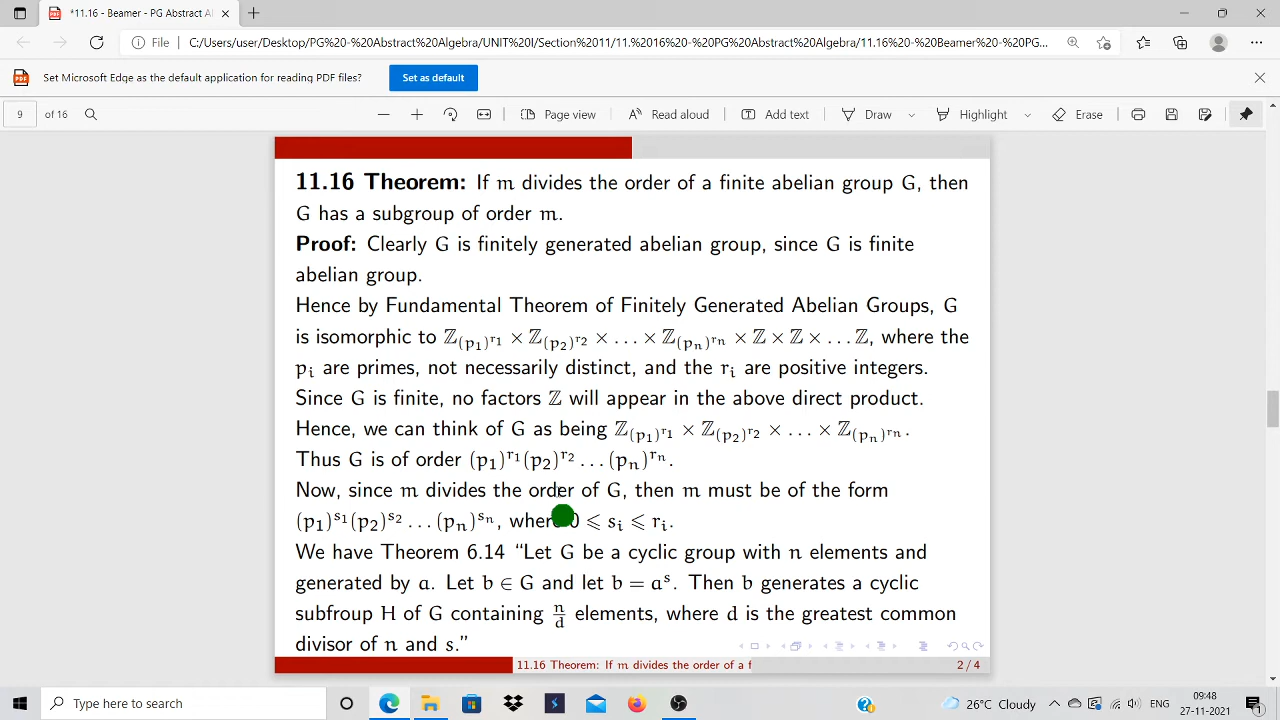 *11.16 - Beamer - PG Abstract Al
File
C:/Users/user/Desktop/PG%20-%20Abstract%20Algebra/UNIT%20I/Section%2011/11.%2016%20-%20PG%20Abstract%20Algebra/11.16%20-%20Beamer%20-%20PG...
Set Microsoft Edge as the default application for reading PDF files? Set as default
9 of 16 Page view Read aloud Add text Draw Highlight Erase
11.16 Theorem: If m divides the order of a finite abelian group G, then
G has a subgroup of order m.
Proof: Clearly G is finitely generated abelian group, since G is finite
abelian group.
Hence by Fundamental Theorem of Finitely Generated Abelian Groups, G
is isomorphic to ℤ_{(p₁)^{r₁}} × ℤ_{(p₂)^{r₂}} × ... × ℤ_{(pₙ)^{rₙ}} × ℤ × ℤ × ... ℤ, where the
pᵢ are primes, not necessarily distinct, and the rᵢ are positive integers.
Since G is finite, no factors ℤ will appear in the above direct product.
Hence, we can think of G as being ℤ_{(p₁)^{r₁}} × ℤ_{(p₂)^{r₂}} × ... × ℤ_{(pₙ)^{rₙ}}.
Thus G is of order (p₁)^{r₁}(p₂)^{r₂} ... (pₙ)^{rₙ}.
Now, since m divides the order of G, then m must be of the form
(p₁)^{s₁}(p₂)^{s₂} ... (pₙ)^{sₙ}, where 0 ⩽ sᵢ ⩽ rᵢ.
We have Theorem 6.14 “Let G be a cyclic group with n elements and
generated by a. Let b ∈ G and let b = a^s. Then b generates a cyclic
subfroup H of G containing n/d elements, where d is the greatest common
divisor of n and s.”
11.16 Theorem: If m divides the order of a f 2 / 4
Type here to search
26°C Cloudy
ENG
09:48
27-11-2021
1